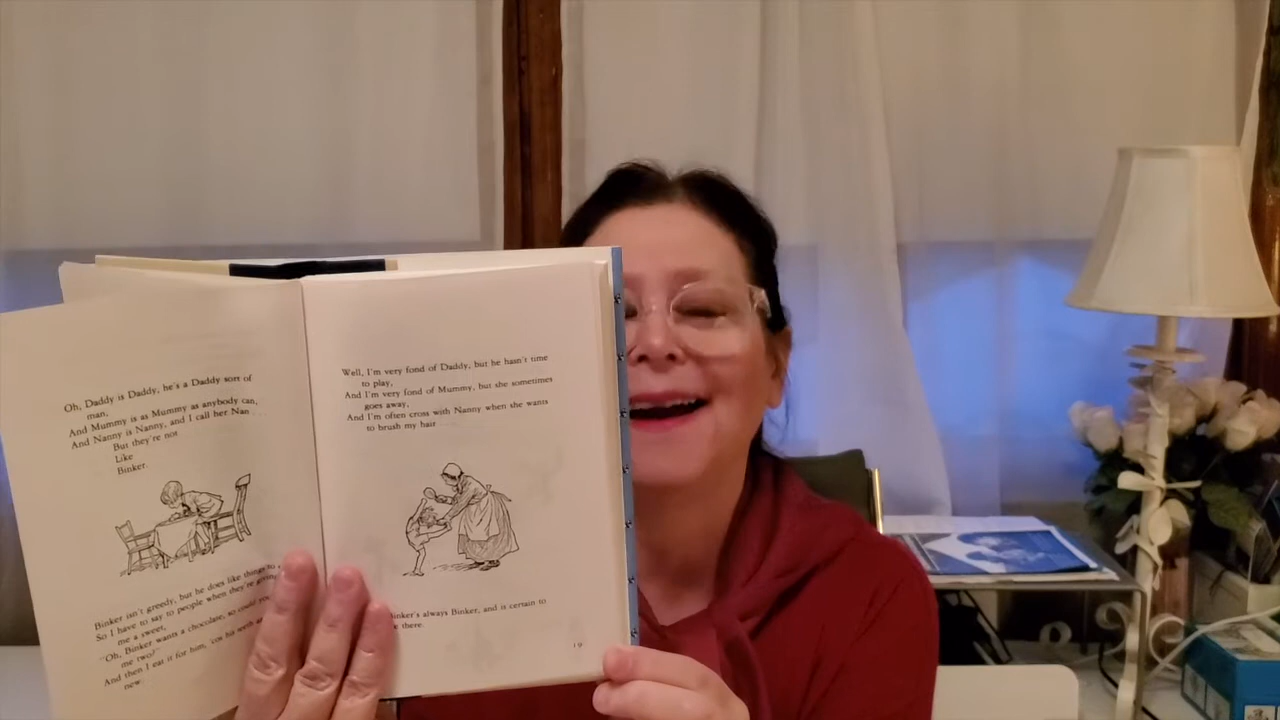 Oh, Daddy is Daddy, he's a Daddy sort of
man,
And Mummy is as Mummy as anybody can,
And Nanny is Nanny, and I call her Nan . . .
But they're not
Like
Binker.
Binker isn't greedy, but he does like things to
So I have to say to people when they're giving
me a sweet,
"Oh, Binker wants a chocolate, so could you
me two?"
And then I eat it for him, 'cos his teeth
new.
Well, I'm very fond of Daddy, but he hasn't time
to play,
And I'm very fond of Mummy, but she sometimes
goes away,
And I'm often cross with Nanny when she wants
to brush my hair . . .
Binker's always Binker, and is certain to
there.
19